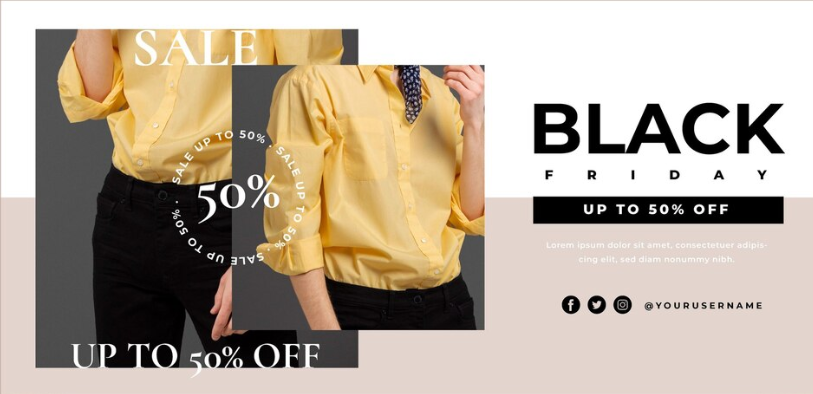 SALE
SALE UP TO 50% · SALE UP TO 50% · SALE UP TO 50% ·
50%
UP TO 50% OFF
BLACK
FRIDAY
UP TO 50% OFF
Lorem ipsum dolor sit amet, consectetuer adipis-
cing elit, sed diam nonummy nibh.
@YOURUSERNAME